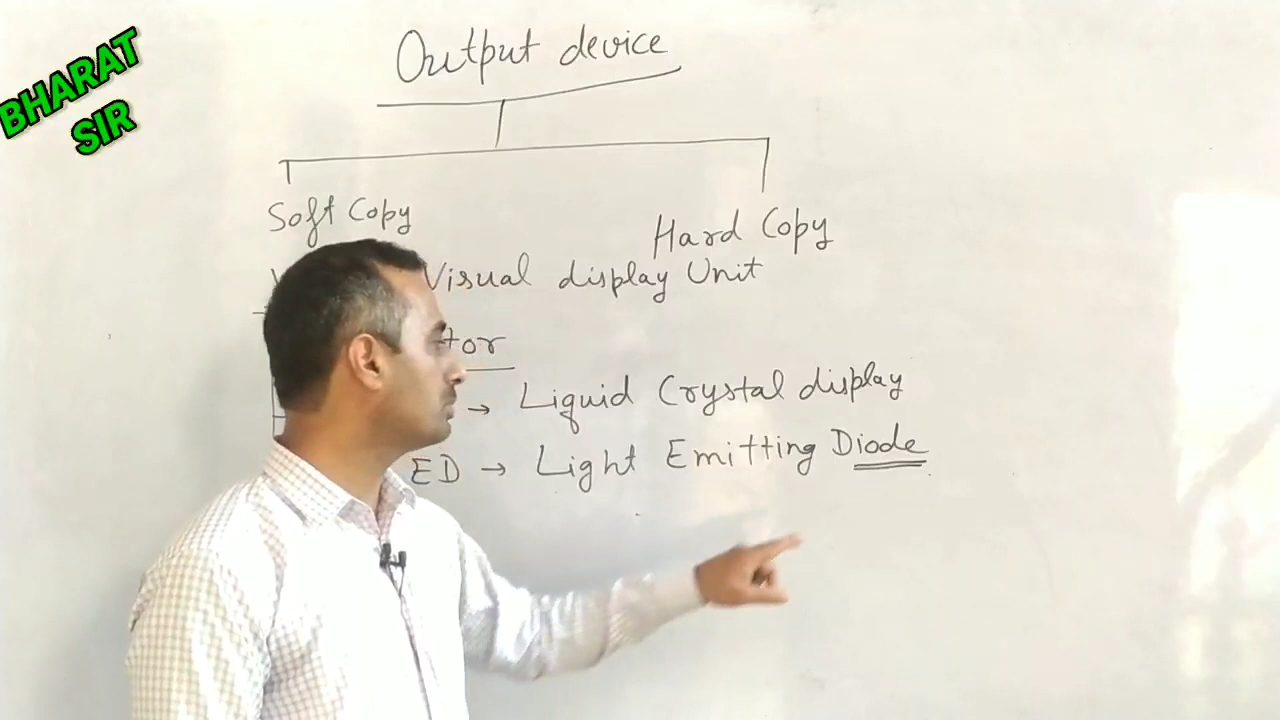 BHARAT
SIR
Output device
Soft Copy
Hard Copy
Visual display Unit
tor
→ Liquid Crystal display
ED → Light Emitting Diode